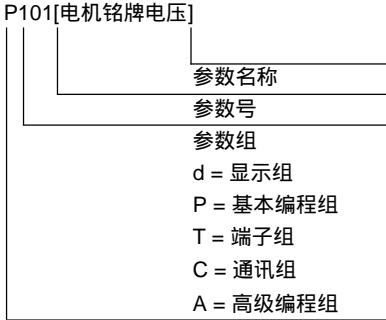 P101[电机铭牌电压]
参数名称
参数号
参数组
d = 显示组
P = 基本编程组
T = 端子组
C = 通讯组
A = 高级编程组